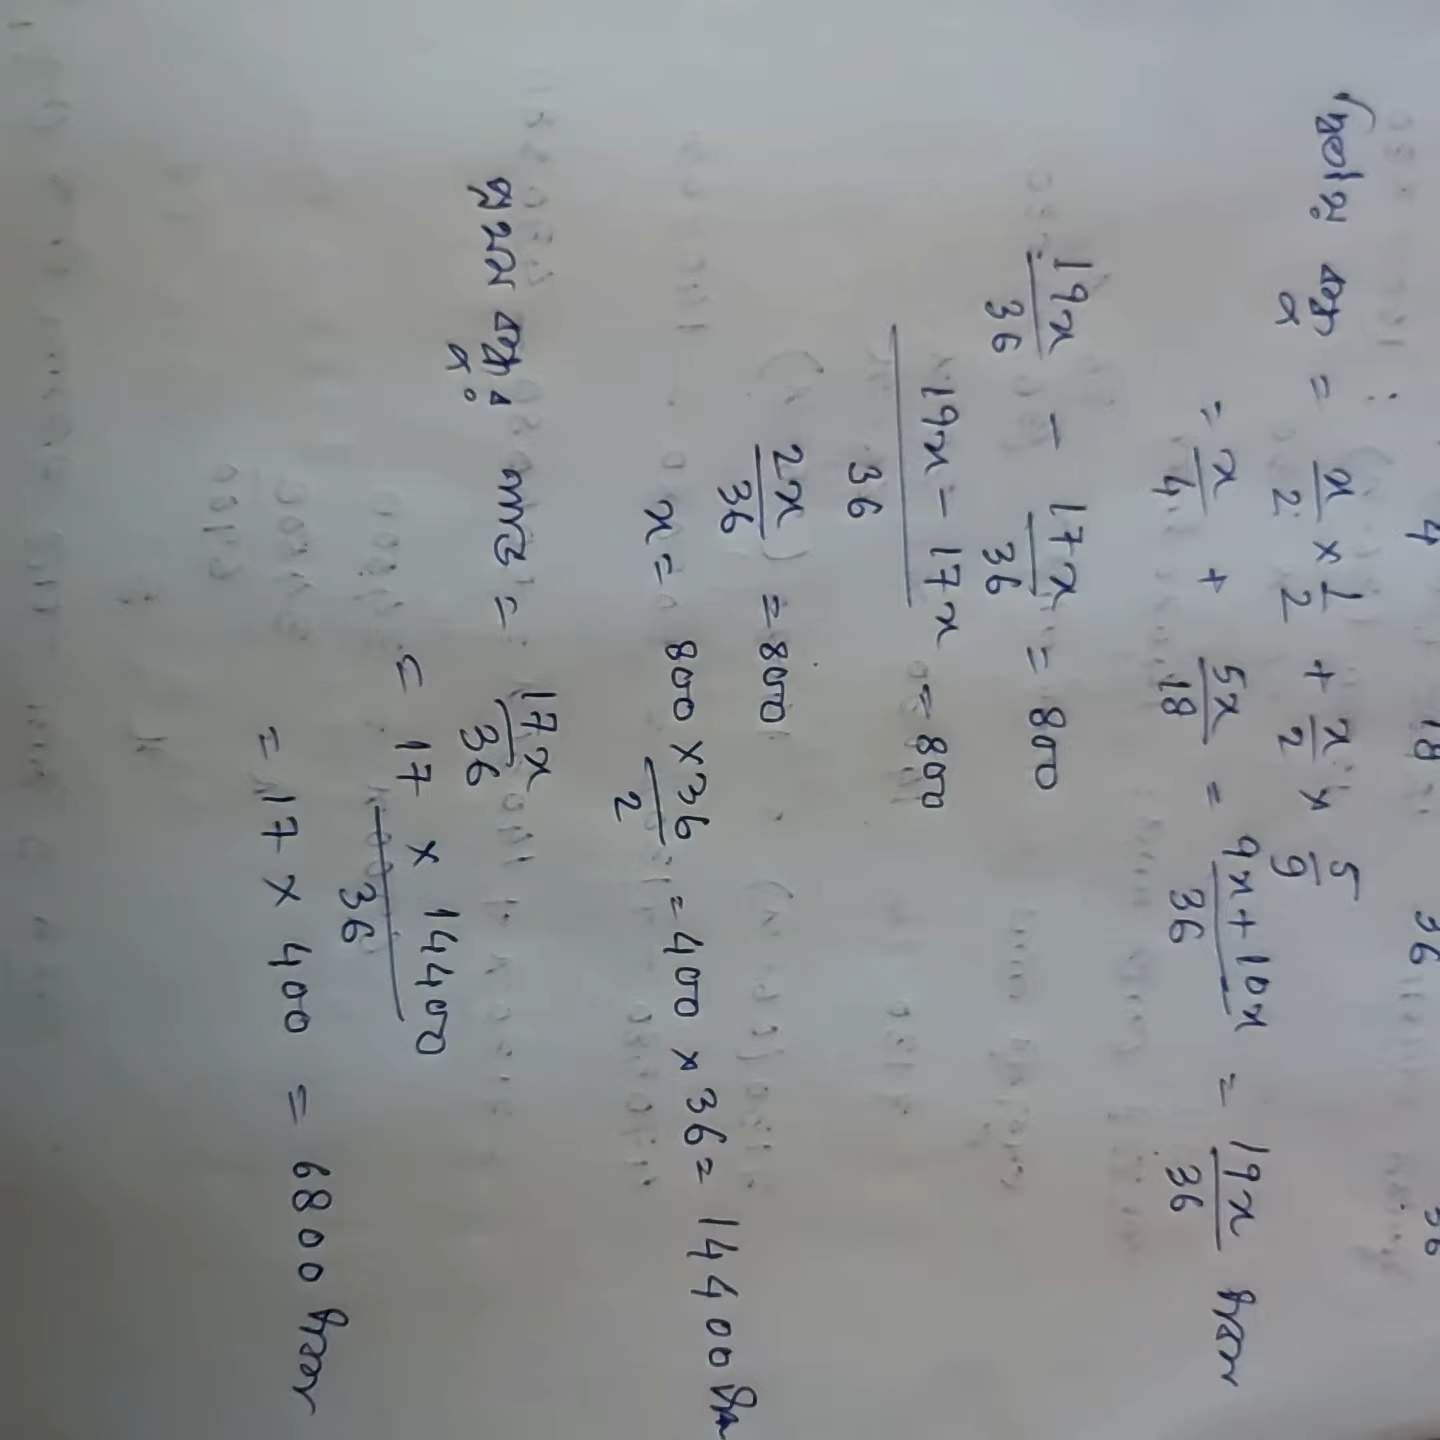 4 18 36 36
= x/2 × 1/2 + x/2 × 5/9
= x/4 + 5x/18 = 9x + 10x/36 = 19x/36
19x/36 - 17x/36 = 800
19x - 17x/36 = 800
2x/36 = 800
x = 800 × 36/2 = 400 × 36 = 14400
= 17x/36
= 17 × 14400/36
= 17 × 400 = 6800